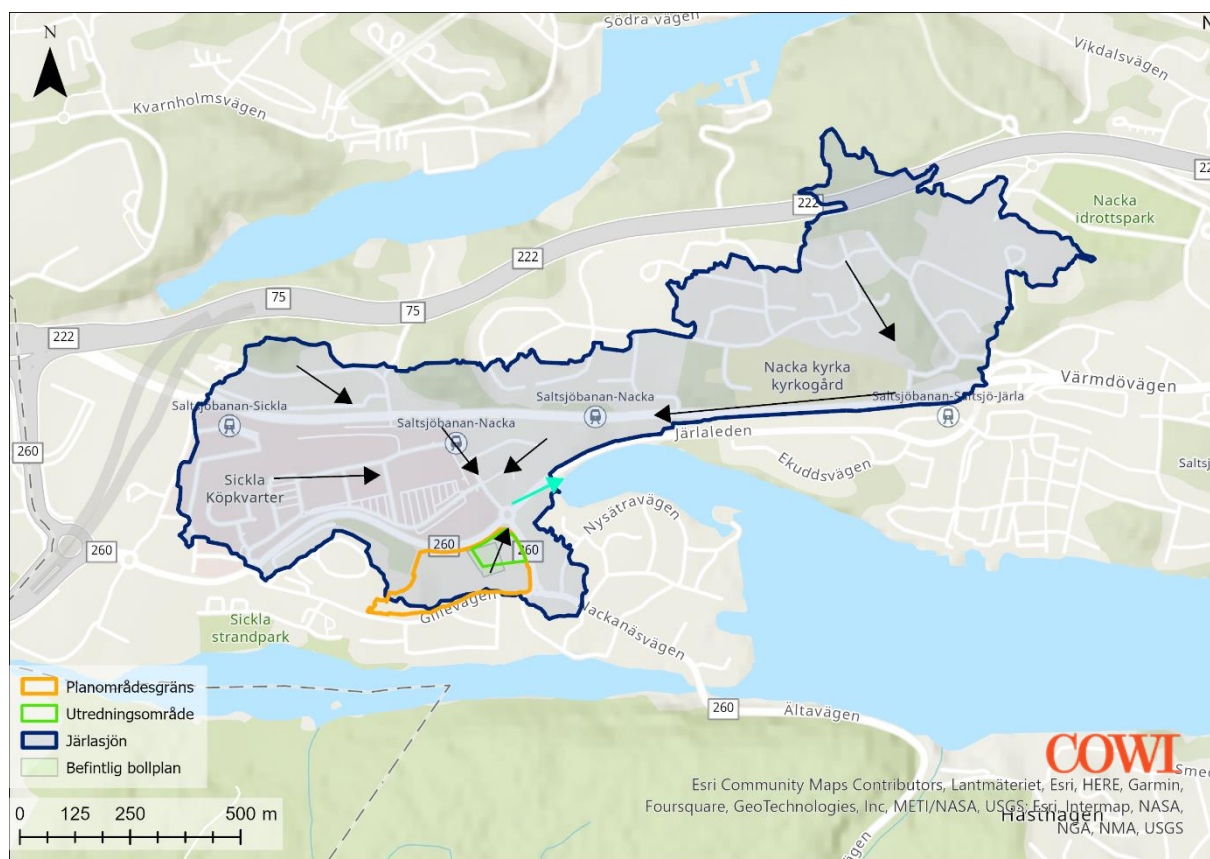 Södra vägen
N
N
Vikdalsvägen
Kvarnholmsvägen
222
222
Nacka
idrottspark
222
75
75
222
Nacka kyrka
kyrkogård
Värmdövägen
Saltsjöbanan-Saltsjö-Järla
Saltsjöbanan-Nacka
Saltsjöbanan-Sickla
Saltsjöbanan-Nacka
Järlaleden
Ekuddsvägen
260
Sickla
Köpkvarter
Nysätravägen
260
260
260
Gillevägen
Nackanäsvägen
Sickla
strandpark
260
Ältavägen
Planområdesgräns
Utredningsområde
Järlasjön
Befintlig bollplan
0 125 250 500 m
COWI
Esri Community Maps Contributors, Lantmäteriet, Esri, HERE, Garmin,
Foursquare, GeoTechnologies, Inc, METI/NASA, USGS; Esri, Intermap, NASA,
NGA, NMA, USGS
Hästhagen